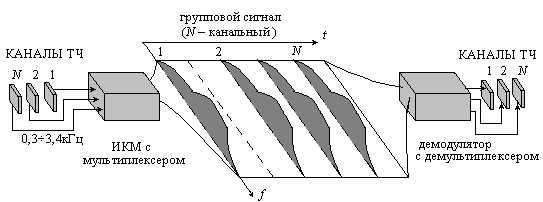 групповой сигнал
(N – канальный)
t
КАНАЛЫ ТЧ
N 2 1
1 2 N
КАНАЛЫ ТЧ
1 2 N
0,3÷3,4кГц
ИКМ с
мультиплексером
демодулятор
с демультиплексером
f